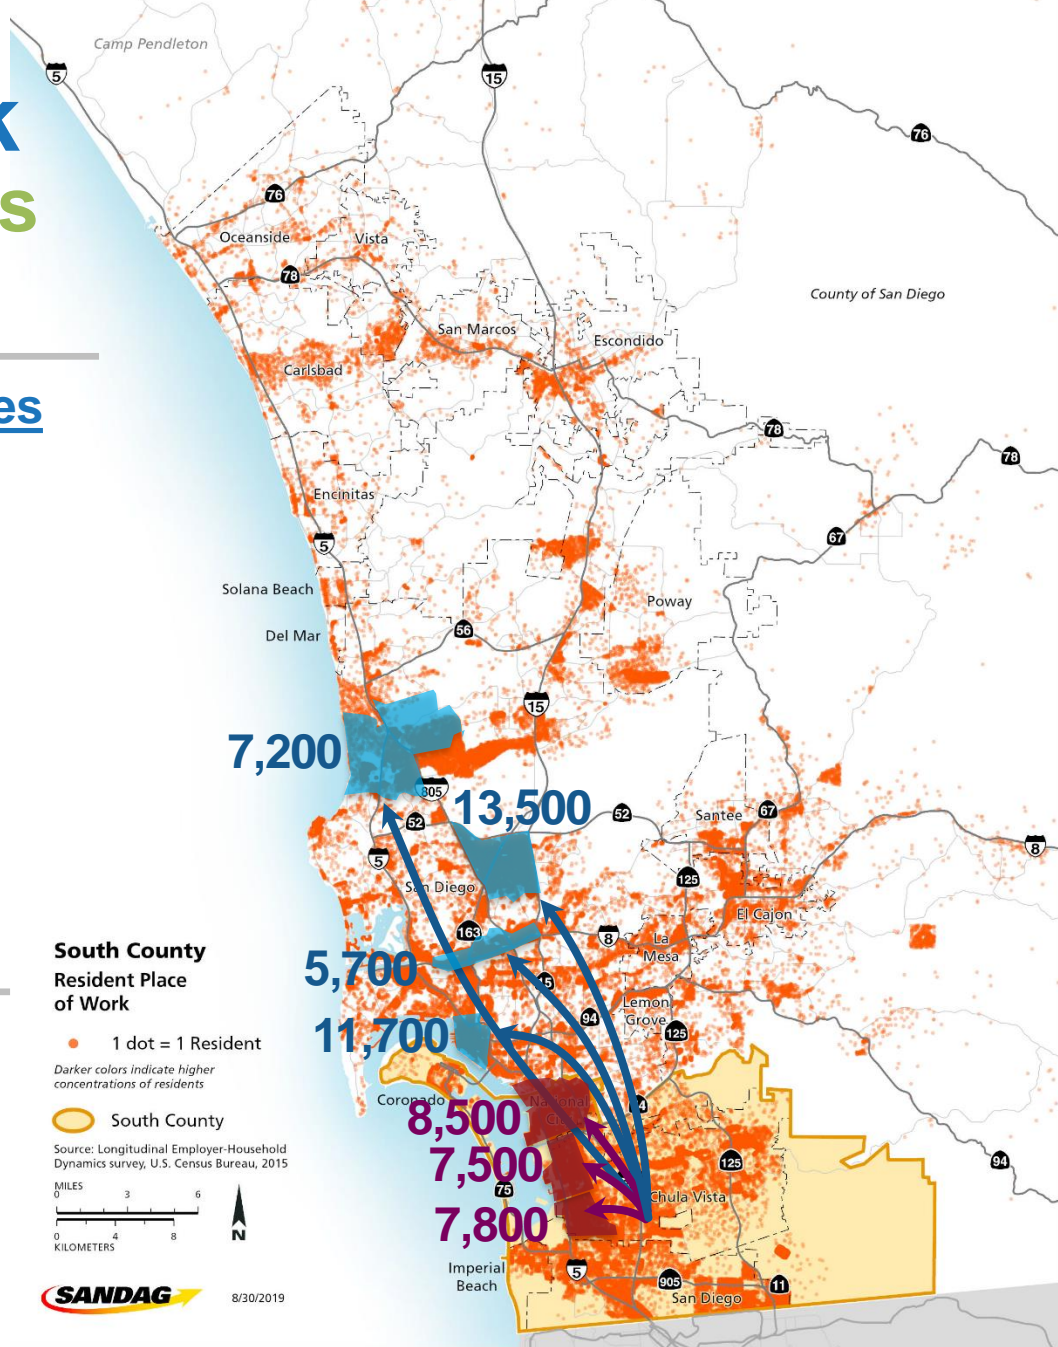 Camp Pendleton
5
15
76
k
s
76
Oceanside
Vista
78
County of San Diego
San Marcos
Escondido
Carlsbad
es
78
78
Encinitas
5
67
Solana Beach
Poway
56
Del Mar
15
7,200
805
13,500
52
52
Santee
67
8
5
125
San Diego
El Cajon
163
8
La
Mesa
South County
Resident Place
of Work
5,700
15
Lemon
Grove
94
125
11,700
1 dot = 1 Resident
Darker colors indicate higher
concentrations of residents
Coronado
National
City
8,500
South County
Source: Longitudinal Employer-Household
Dynamics survey, U.S. Census Bureau, 2015
7,500
125
94
75
Chula Vista
MILES
0 3 6
0 4 8
KILOMETERS
N
7,800
Imperial
Beach
5
905
11
San Diego
SANDAG
8/30/2019